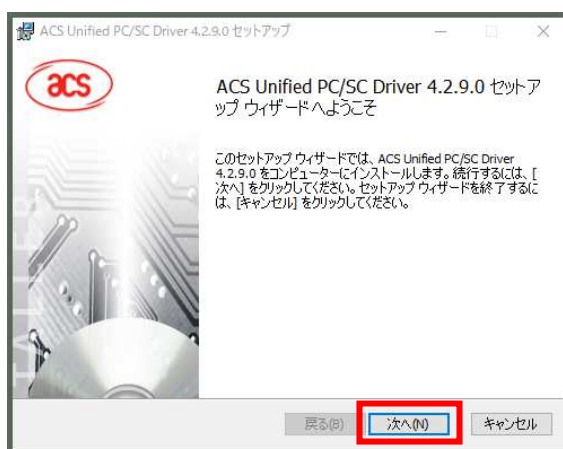 ACS Unified PC/SC Driver 4.2.9.0 セットアップ
acs
ACS Unified PC/SC Driver 4.2.9.0 セットア
ップ ウィザードへようこそ
このセットアップ ウィザードでは、ACS Unified PC/SC Driver
4.2.9.0 をコンピューターにインストールします。続行するには、[
次へ] をクリックしてください。セットアップ ウィザードを終了するに
は、[キャンセル] をクリックしてください。
戻る(B) 次へ(N) キャンセル